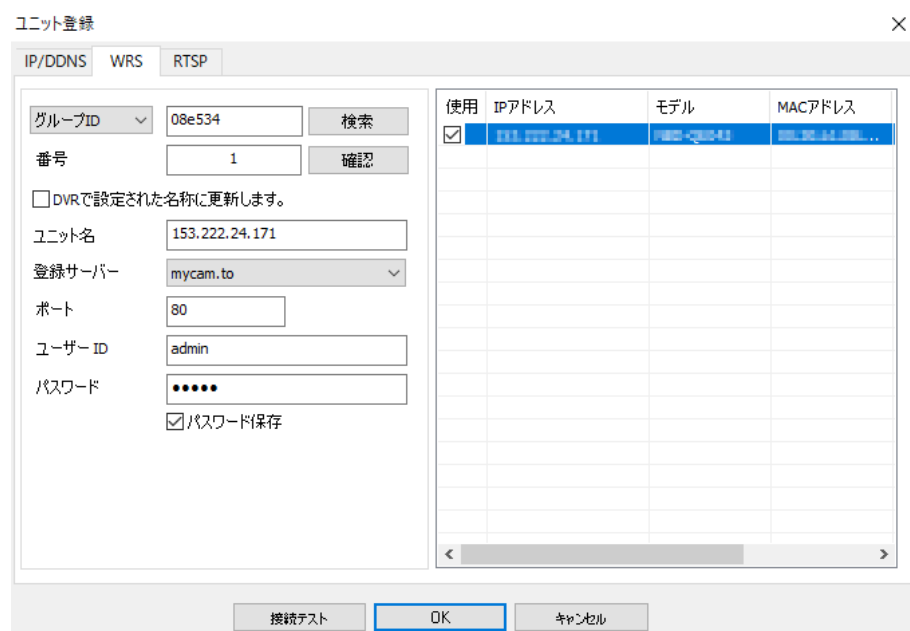 ユニット登録
IP/DDNS WRS RTSP
グループID 08e534 検索
番号 1 確認
DVRで設定された名称に更新します。
ユニット名 153.222.24.171
登録サーバー mycam.to
ポート 80
ユーザー ID admin
パスワード •••••
パスワード保存
使用 IPアドレス モデル MACアドレス
接続テスト OK キャンセル